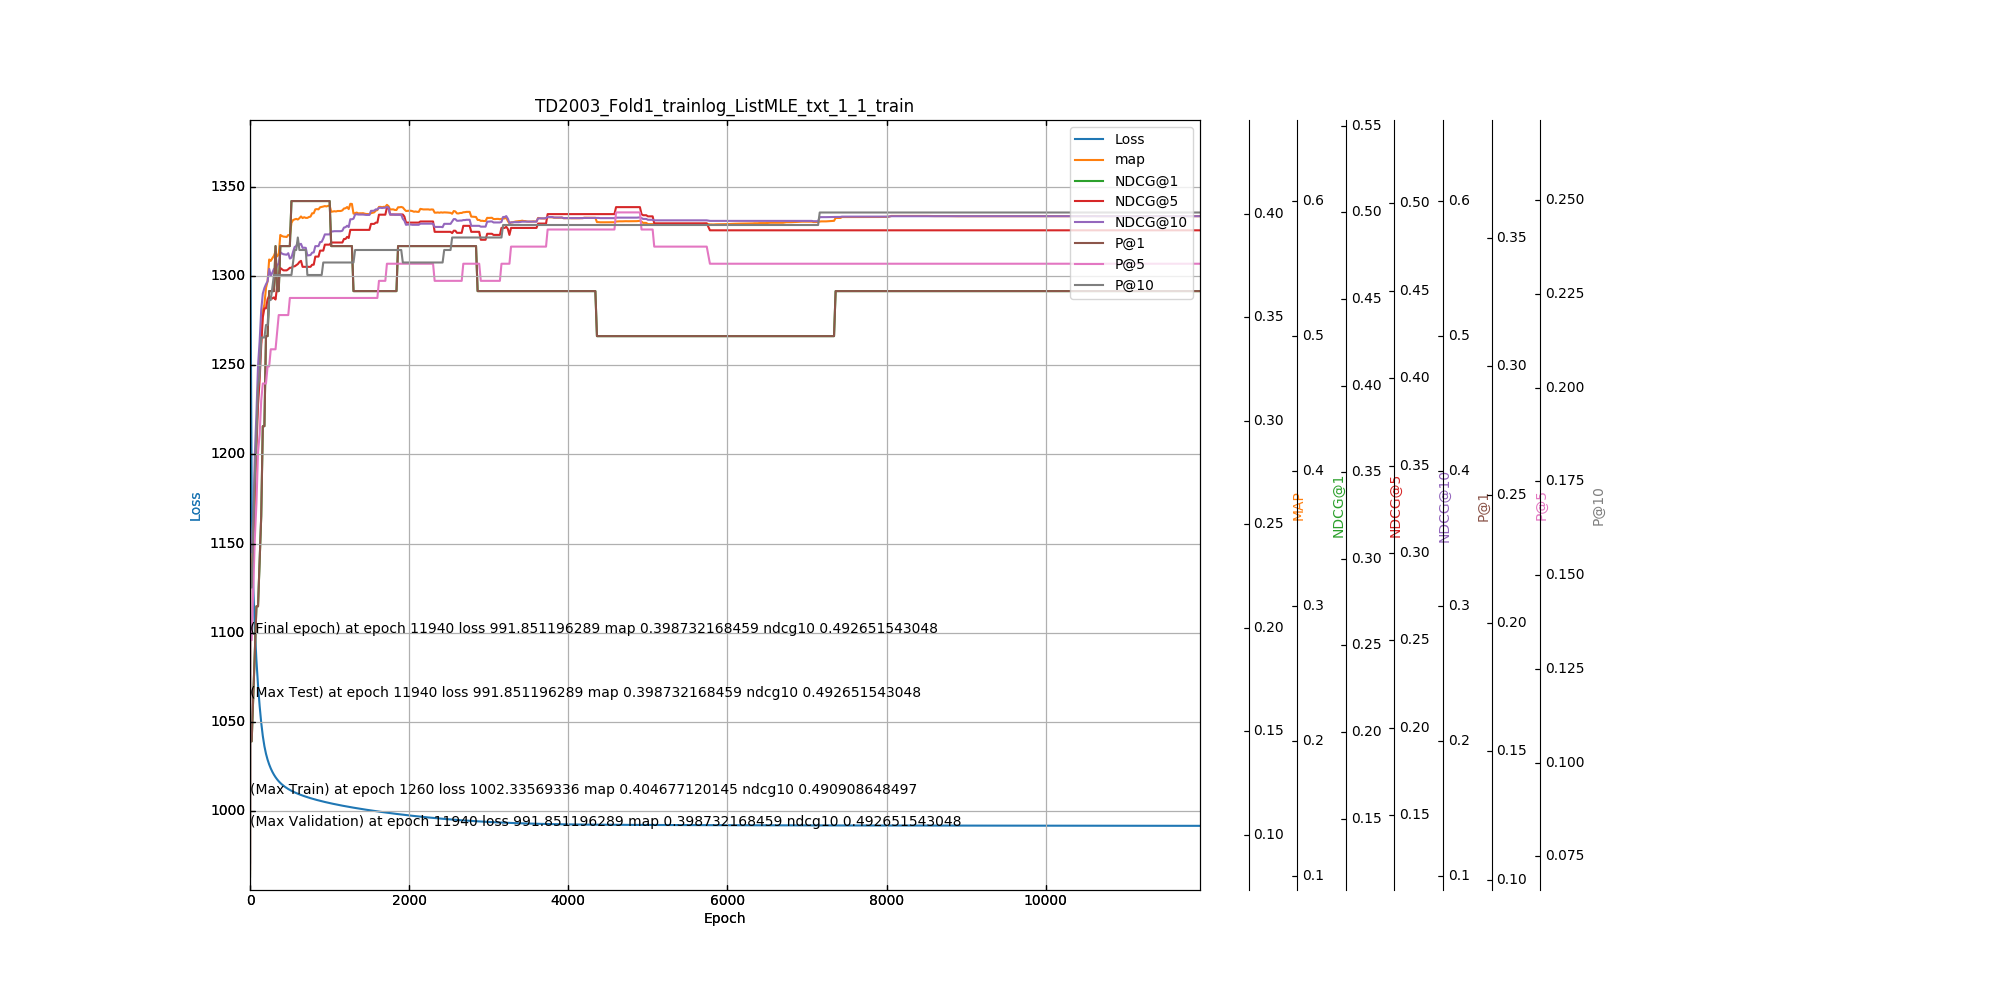 TD2003_Fold1_trainlog_ListMLE_txt_1_1_train
Loss
map
NDCG@1
NDCG@5
NDCG@10
P@1
P@5
P@10
1350
1300
1250
1200
1150
1100
1050
1000
Loss
(Final epoch) at epoch 11940 loss 991.851196289 map 0.398732168459 ndcg10 0.492651543048
(Max Test) at epoch 11940 loss 991.851196289 map 0.398732168459 ndcg10 0.492651543048
(Max Train) at epoch 1260 loss 1002.33569336 map 0.404677120145 ndcg10 0.490908648497
(Max Validation) at epoch 11940 loss 991.851196289 map 0.398732168459 ndcg10 0.492651543048
0 2000 4000 6000 8000 10000
Epoch
0.40
0.35
0.30
0.25
0.20
0.15
0.10
MAP
0.6
0.5
0.4
0.3
0.2
0.1
NDCG@1
0.55
0.50
0.45
0.40
0.35
0.30
0.25
0.20
0.15
NDCG@5
0.50
0.45
0.40
0.35
0.30
0.25
0.20
0.15
NDCG@10
0.6
0.5
0.4
0.3
0.2
0.1
P@1
0.35
0.30
0.25
0.20
0.15
0.10
P@5
0.250
0.225
0.200
0.175
0.150
0.125
0.100
0.075
P@10